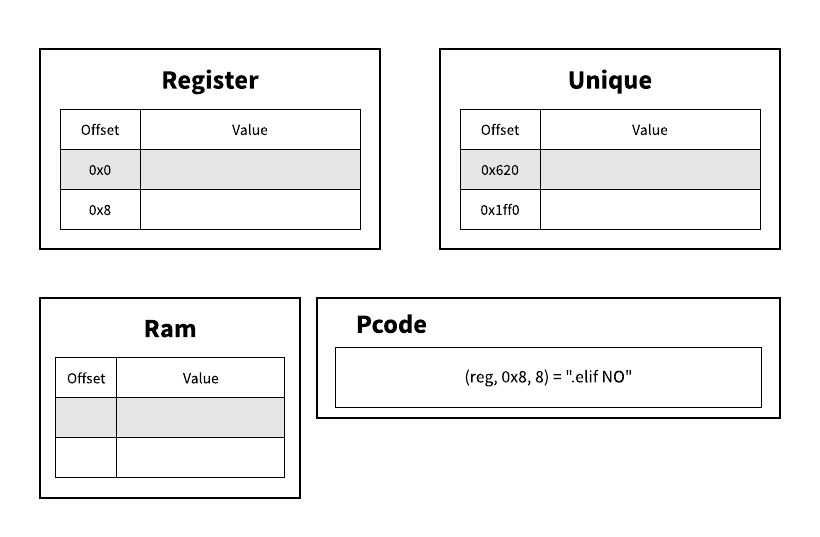 Register
Offset Value
0x0
0x8
Unique
Offset Value
0x620
0x1ff0
Ram
Offset Value
Pcode
(reg, 0x8, 8) = ".elif NO"